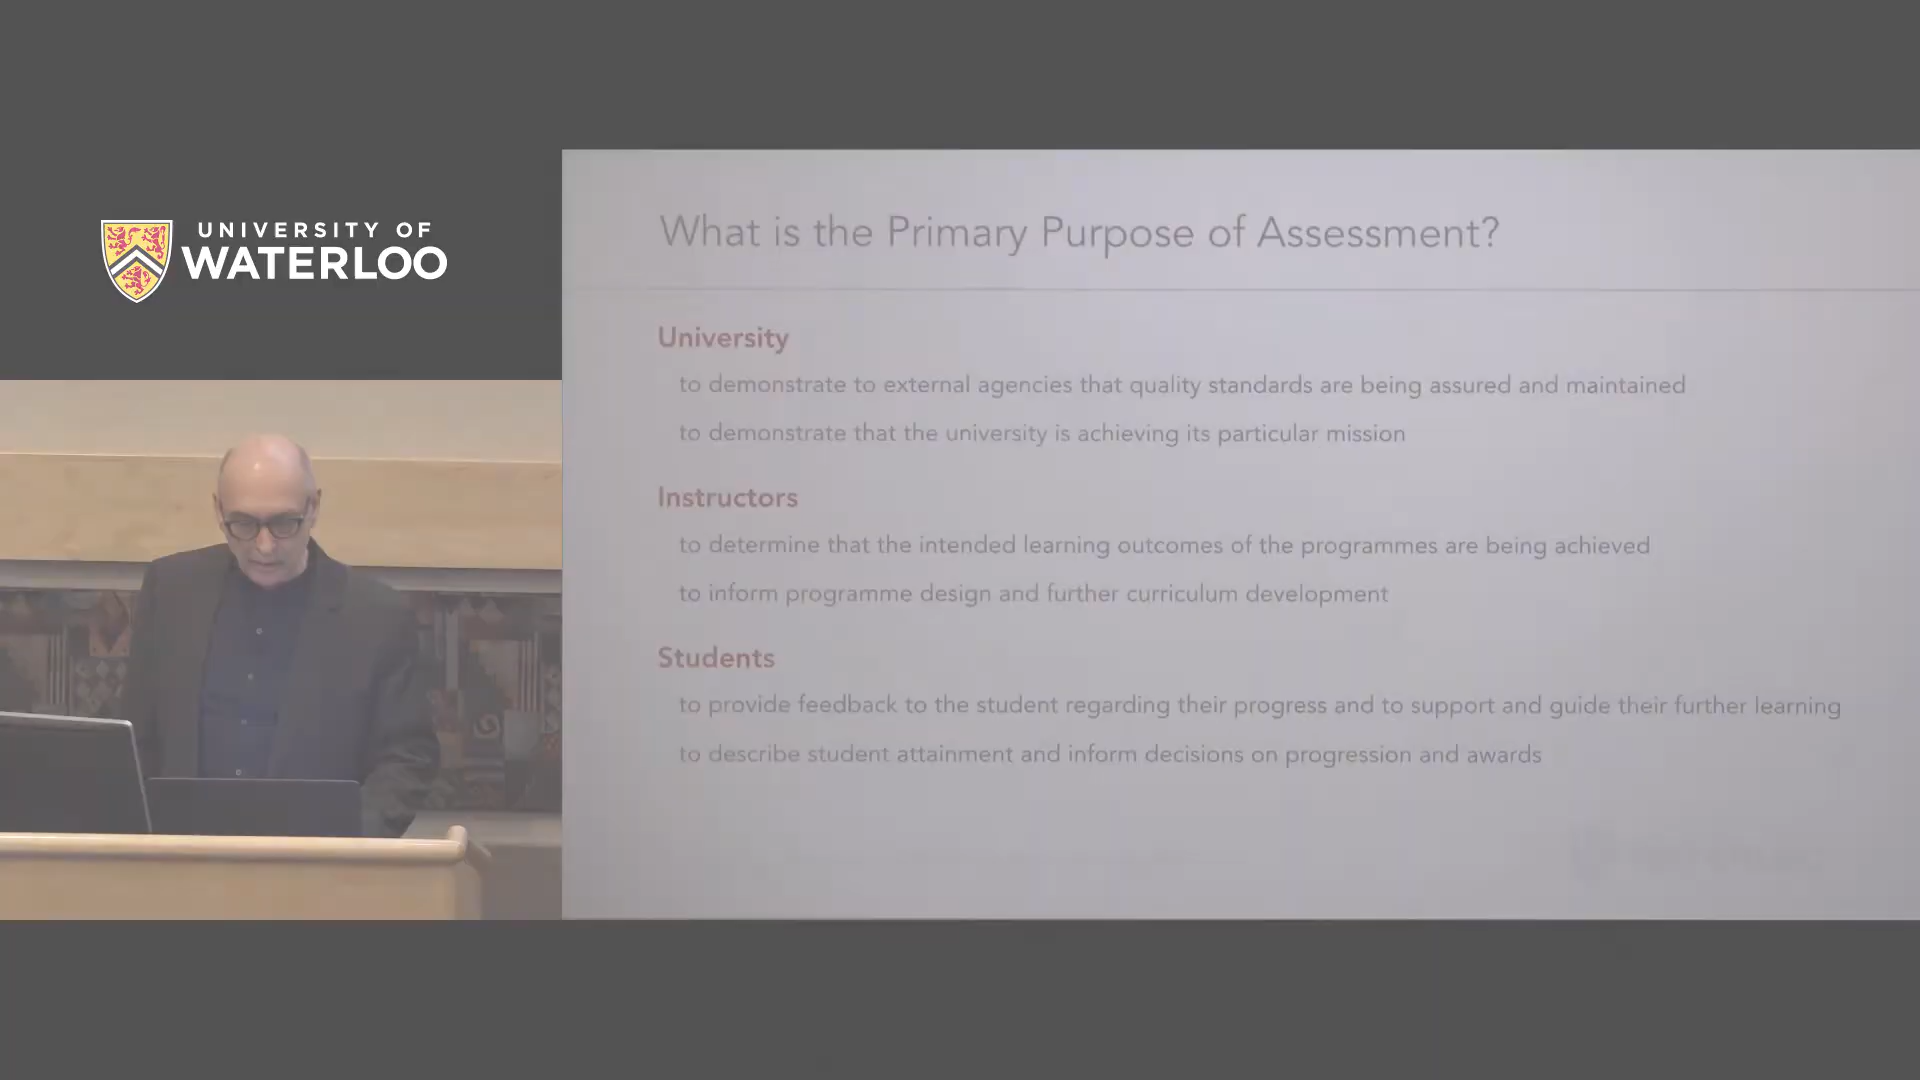 UNIVERSITY OF
WATERLOO
What is the Primary Purpose of Assessment?
University
to demonstrate to external agencies that quality standards are being assured and maintained
to demonstrate that the university is achieving its particular mission
Instructors
to determine that the intended learning outcomes of the programmes are being achieved
to inform programme design and further curriculum development
Students
to provide feedback to the student regarding their progress and to support and guide their further learning
to describe student attainment and inform decisions on progression and awards